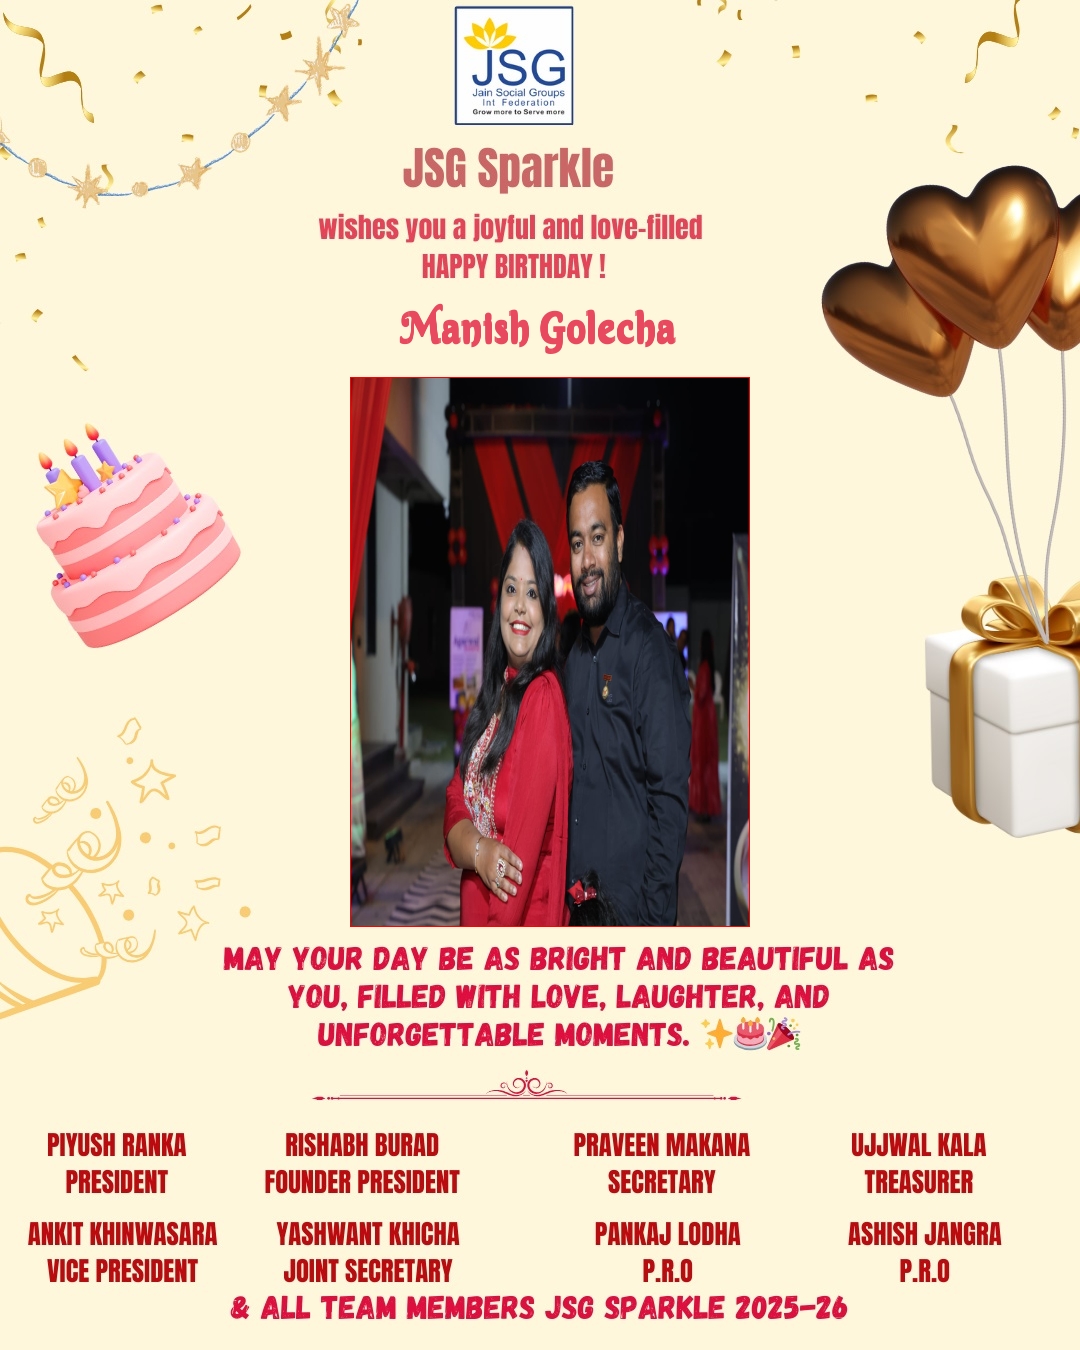 JSG
Jain Social Groups
Int Federation
Grow more to Serve more
JSG Sparkle
wishes you a joyful and love-filled
HAPPY BIRTHDAY !
Manish Golecha
MAY YOUR DAY BE AS BRIGHT AND BEAUTIFUL AS
YOU, FILLED WITH LOVE, LAUGHTER, AND
UNFORGETTABLE MOMENTS. ✨🎂🎉
PIYUSH RANKA
PRESIDENT
RISHABH BURAD
FOUNDER PRESIDENT
PRAVEEN MAKANA
SECRETARY
UJJWAL KALA
TREASURER
ANKIT KHINWASARA
VICE PRESIDENT
YASHWANT KHICHA
JOINT SECRETARY
PANKAJ LODHA
P.R.O
ASHISH JANGRA
P.R.O
& ALL TEAM MEMBERS JSG SPARKLE 2025-26